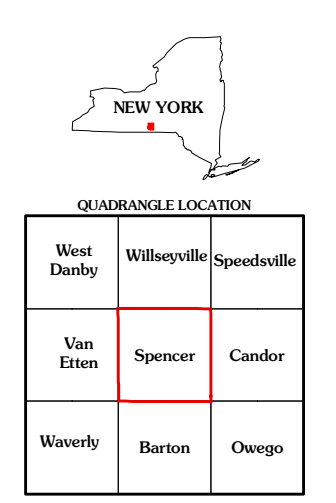 NEW YORK
QUADRANGLE LOCATION
West
Danby
Willseyville
Speedsville
Van
Etten
Spencer
Candor
Waverly
Barton
Owego